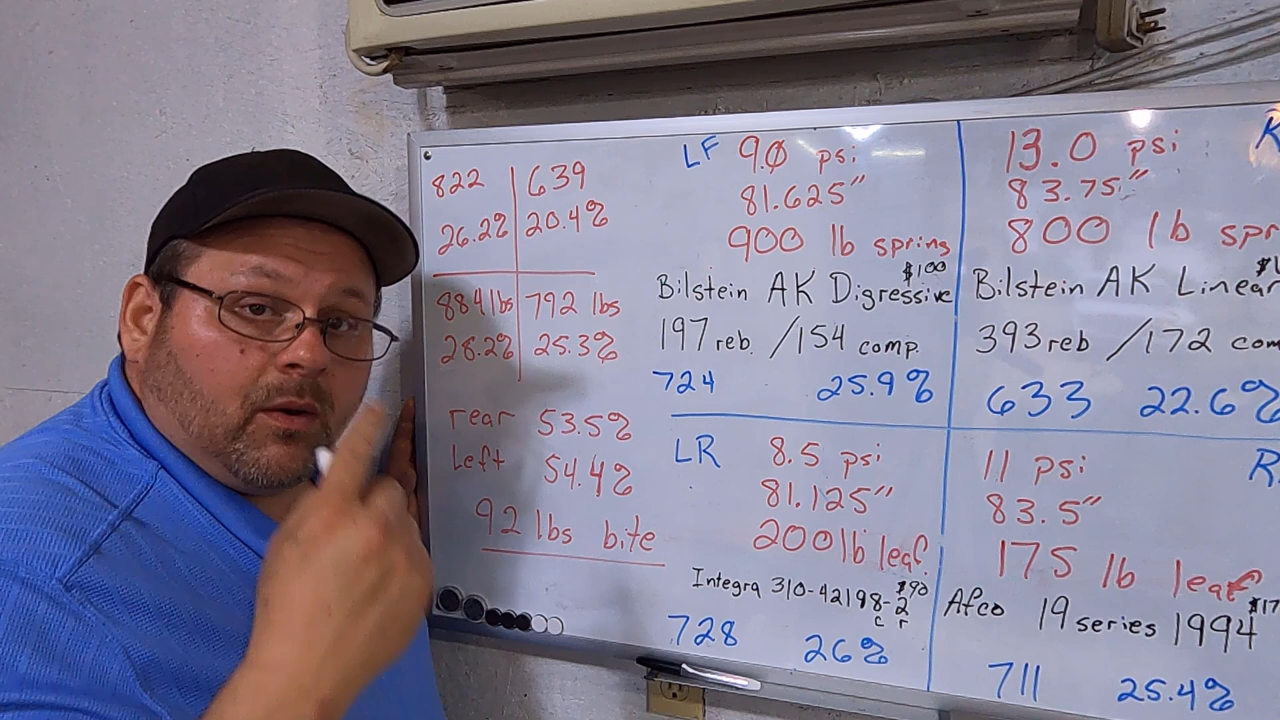 822 639
26.2% 20.4%
884 lbs 792 lbs
28.2% 25.3%
rear 53.5%
left 54.4%
92 lbs bite
LF 9.0 psi
81.625"
900 lb spring
$100
Bilstein AK Digressive
197 reb. /154 comp.
724 25.9%
13.0 psi
83.75"
800 lb spr
Bilstein AK Linear
393 reb /172 com
633 22.6%
LR 8.5 psi
81.125"
200 lb leaf.
$90
Integra 310-42198-2
c r
728 26%
11 psi
83.5"
175 lb leaf
$17
Afco 19 series 1994
711 25.4%